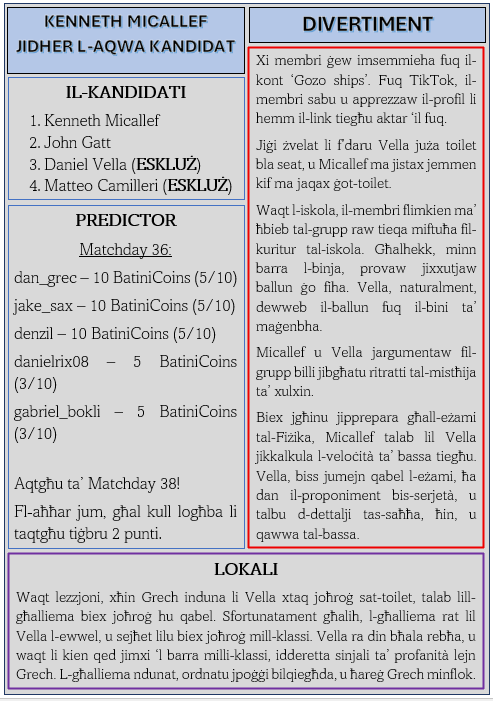 KENNETH MICALLEF
JIDHER L-AQWA KANDIDAT
IL-KANDIDATI
1. Kenneth Micallef
2. John Gatt
3. Daniel Vella (ESKLUŻ)
4. Matteo Camilleri (ESKLUŻ)
PREDICTOR
Matchday 36:
dan_grec – 10 BatiniCoins (5/10)
jake_sax – 10 BatiniCoins (5/10)
denzil – 10 BatiniCoins (5/10)
danielrix08 – 5 BatiniCoins
(3/10)
gabriel_bokli – 5 BatiniCoins
(3/10)
Aqtgħu ta’ Matchday 38!
Fl-aħħar jum, għal kull logħba li
taqtgħu tiġbru 2 punti.
DIVERTIMENT
Xi membri ġew imsemmieha fuq il-
kont ‘Gozo ships’. Fuq TikTok, il-
membri sabu u apprezzaw il-profil li
hemm il-link tiegħu aktar ‘il fuq.
Jiġi żvelat li f’daru Vella juża toilet
bla seat, u Micallef ma jistax jemmen
kif ma jaqax ġot-toilet.
Waqt l-iskola, il-membri flimkien ma’
ħbieb tal-grupp raw tieqa miftuħa fil-
kuritur tal-iskola. Għalhekk, minn
barra l-binja, provaw jixxutjaw
ballun ġo fiha. Vella, naturalment,
dewweb il-ballun fuq il-bini ta’
maġenbha.
Micallef u Vella jargumentaw fil-
grupp billi jibgħatu ritratti tal-mistħija
ta’ xulxin.
Biex jgħinu jipprepara għall-eżami
tal-Fiżika, Micallef talab lil Vella
jikkalkula l-veloċità ta’ bassa tiegħu.
Vella, biss jumejn qabel l-eżami, ħa
dan il-proponiment bis-serjetà, u
talbu d-dettalji tas-saħħa, ħin, u
qawwa tal-bassa.
LOKALI
Waqt lezzjoni, xħin Grech induna li Vella xtaq joħroġ sat-toilet, talab lill-
għalliema biex joħroġ hu qabel. Sfortunatament għalih, l-għalliema rat lil
Vella l-ewwel, u sejħet lilu biex joħroġ mill-klassi. Vella ra din bħala rebħa, u
waqt li kien qed jimxi ‘l barra milli-klassi, idderetta sinjali ta’ profanità lejn
Grech. L-għalliema ndunat, ordnatu jpoġġi bilqiegħda, u ħareġ Grech minflok.